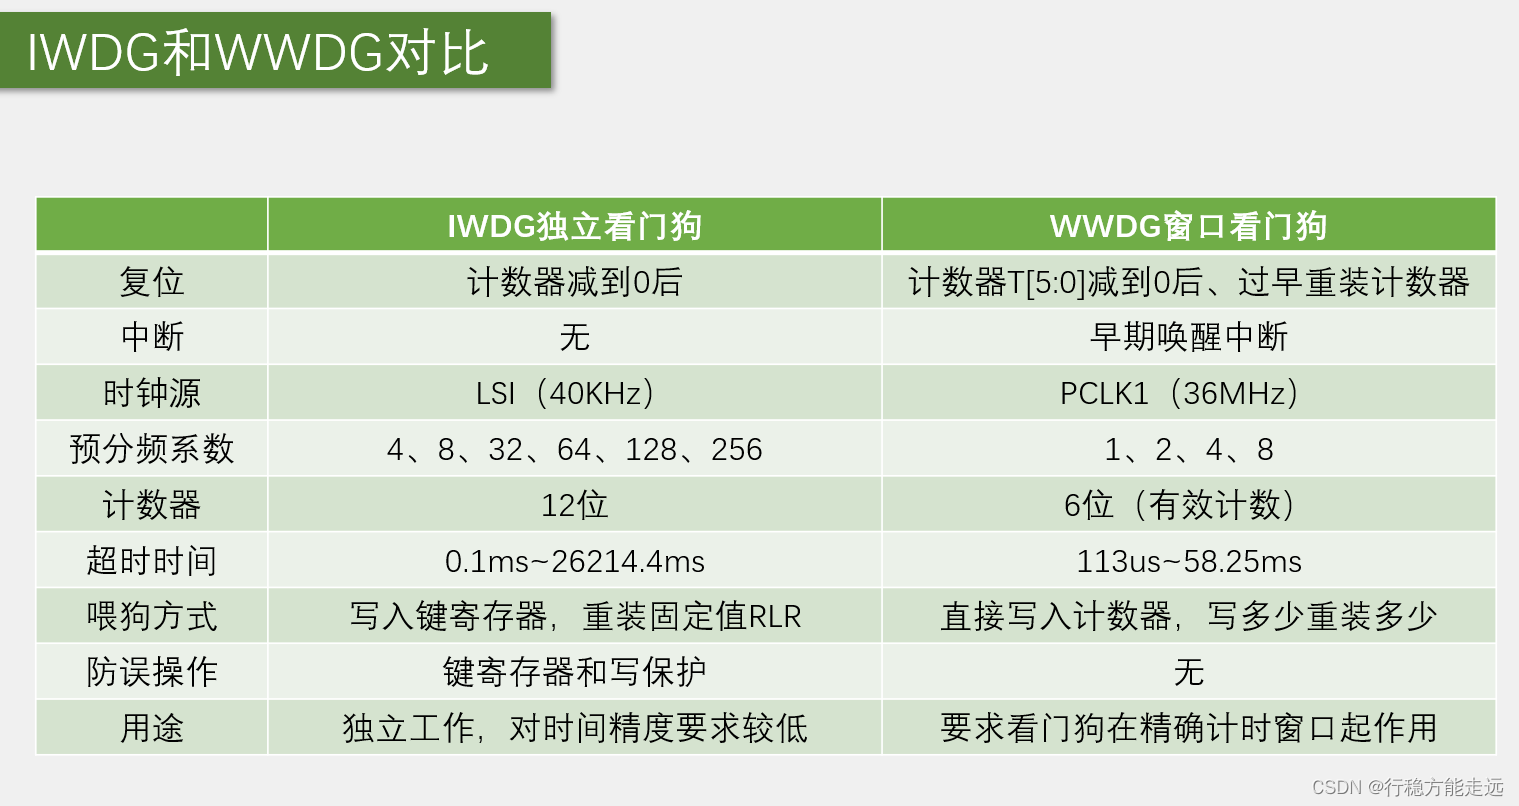 IWDG和WWDG对比
IWDG独立看门狗 WWDG窗口看门狗
复位 计数器减到0后 计数器T[5:0]减到0后、过早重装计数器
中断 无 早期唤醒中断
时钟源 LSI（40KHz） PCLK1（36MHz）
预分频系数 4、8、32、64、128、256 1、2、4、8
计数器 12位 6位（有效计数）
超时时间 0.1ms~26214.4ms 113us~58.25ms
喂狗方式 写入键寄存器，重装固定值RLR 直接写入计数器，写多少重装多少
防误操作 键寄存器和写保护 无
用途 独立工作，对时间精度要求较低 要求看门狗在精确计时窗口起作用
CSDN @行稳方能走远